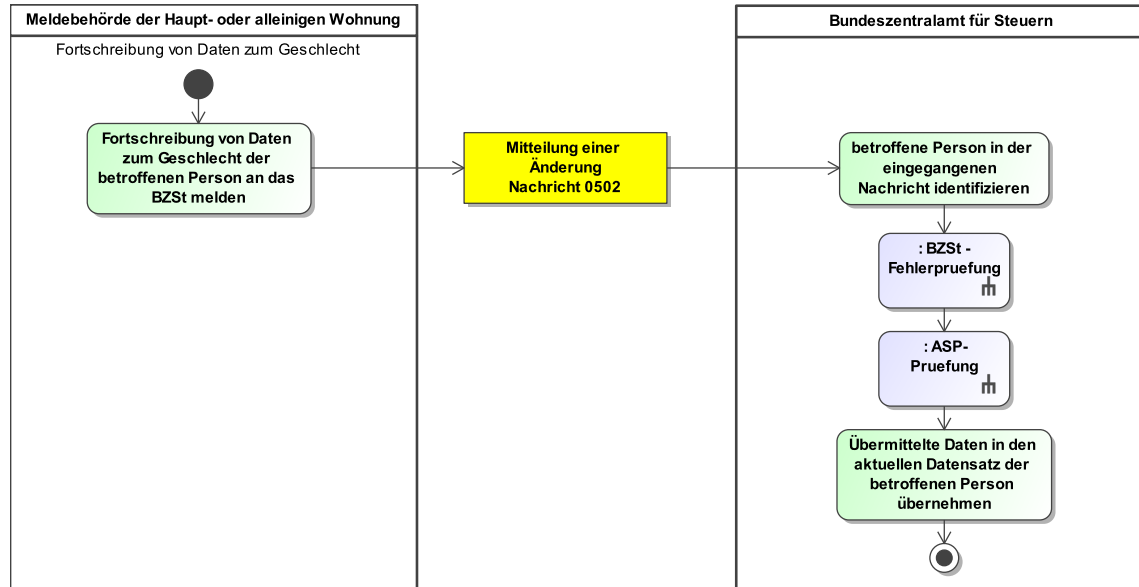 Meldebehörde der Haupt- oder alleinigen Wohnung
Fortschreibung von Daten zum Geschlecht
Fortschreibung von Daten
zum Geschlecht der
betroffenen Person an das
BZSt melden
Mitteilung einer
Änderung
Nachricht 0502
Bundeszentralamt für Steuern
betroffene Person in der
eingegangenen
Nachricht identifizieren
: BZSt -
Fehlerpruefung
: ASP-
Pruefung
Übermittelte Daten in den
aktuellen Datensatz der
betroffenen Person
übernehmen